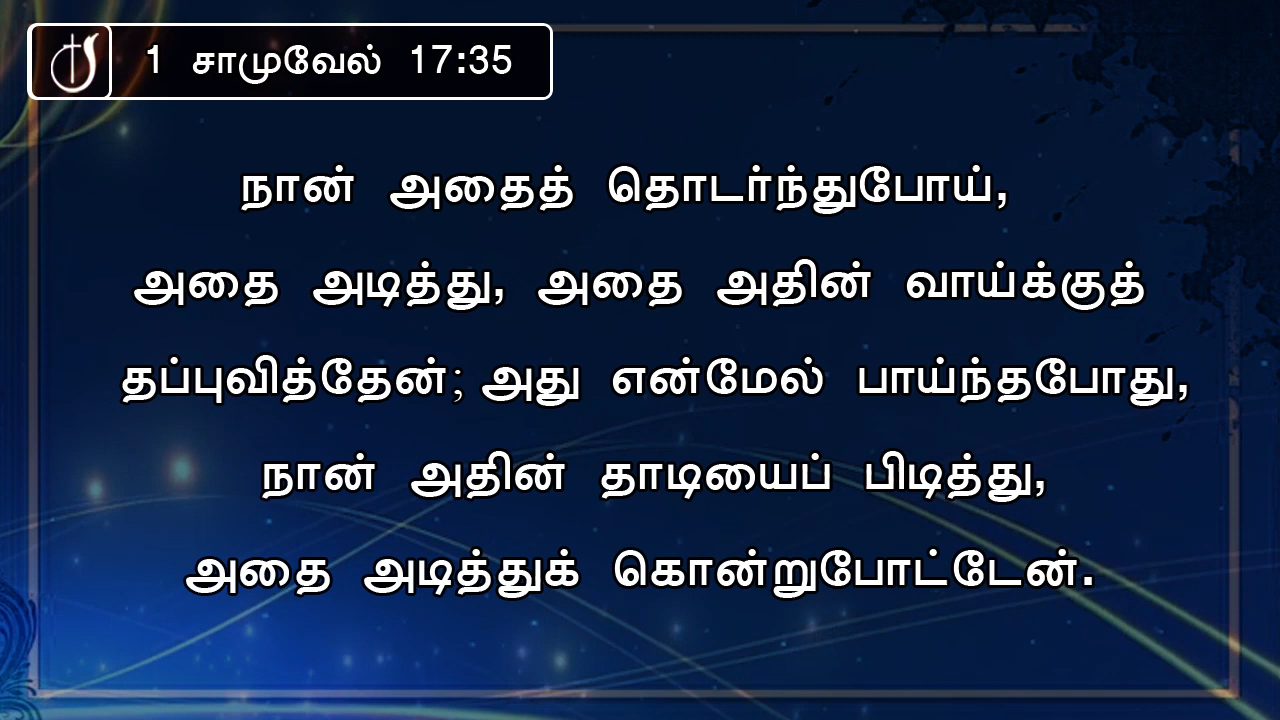 1 சாமுவேல் 17:35
நான் அதைத் தொடர்ந்துபோய்,
அதை அடித்து, அதை அதின் வாய்க்குத்
தப்புவித்தேன்; அது என்மேல் பாய்ந்தபோது,
நான் அதின் தாடியைப் பிடித்து,
அதை அடித்துக் கொன்றுபோட்டேன்.